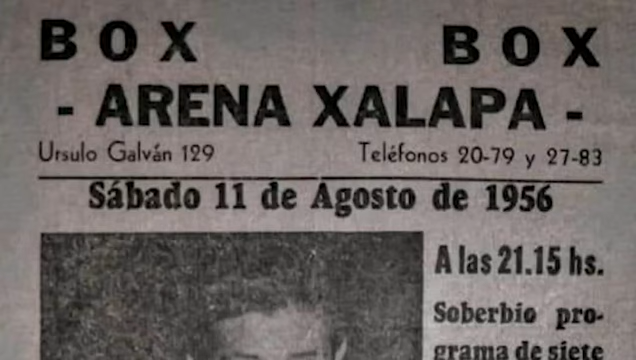 BOX BOX
- ARENA XALAPA -
Ursulo Galván 129 Teléfonos 20-79 y 27-83
Sábado 11 de Agosto de 1956
A las 21.15 hs.
Soberbio pro-
grama de siete